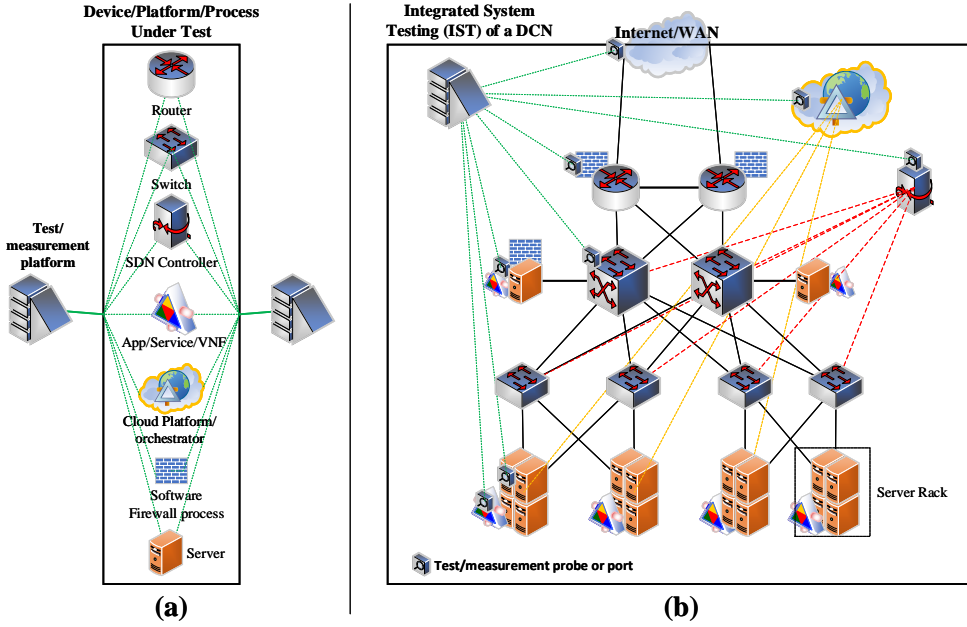 Device/Platform/Process
Under Test
Router
Switch
SDN Controller
Test/
measurement
platform
App/Service/VNF
Cloud Platform/
orchestrator
Software
Firewall process
Server
(a)
Integrated System
Testing (IST) of a DCN
Internet/WAN
Server Rack
Test/measurement probe or port
(b)